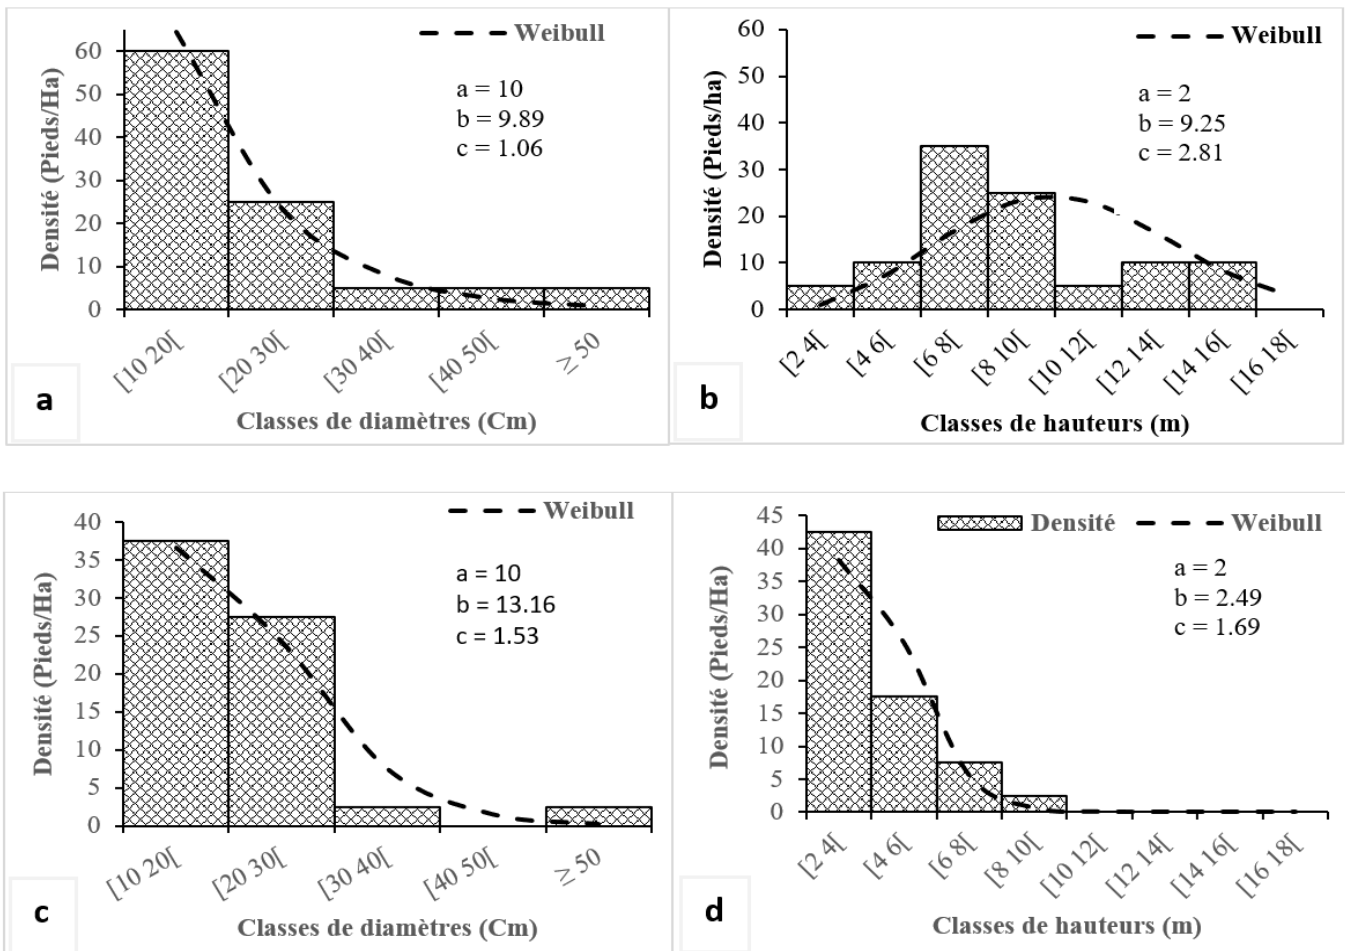 Weibull
a = 10
b = 9.89
c = 1.06
Densité (Pieds/Ha)
60
50
40
30
20
10
0
[10 20[
[20 30[
[30 40[
[40 50[
≥ 50
Classes de diamètres (Cm)
a
Weibull
a = 2
b = 9.25
c = 2.81
Densité (Pieds/ha)
60
50
40
30
20
10
0
[2 4[
[4 6[
[6 8[
[8 10[
[10 12[
[12 14[
[14 16[
[16 18[
Classes de hauteurs (m)
b
Weibull
a = 10
b = 13.16
c = 1.53
Densité (Pieds/Ha)
40
35
30
25
20
15
10
5
0
[10 20[
[20 30[
[30 40[
[40 50[
≥ 50
Classes de diamètres (Cm)
c
Densité Weibull
a = 2
b = 2.49
c = 1.69
Densité (Pieds/Ha)
45
40
35
30
25
20
15
10
5
0
[2 4[
[4 6[
[6 8[
[8 10[
[10 12[
[12 14[
[14 16[
[16 18[
Classes de hauteurs (m)
d